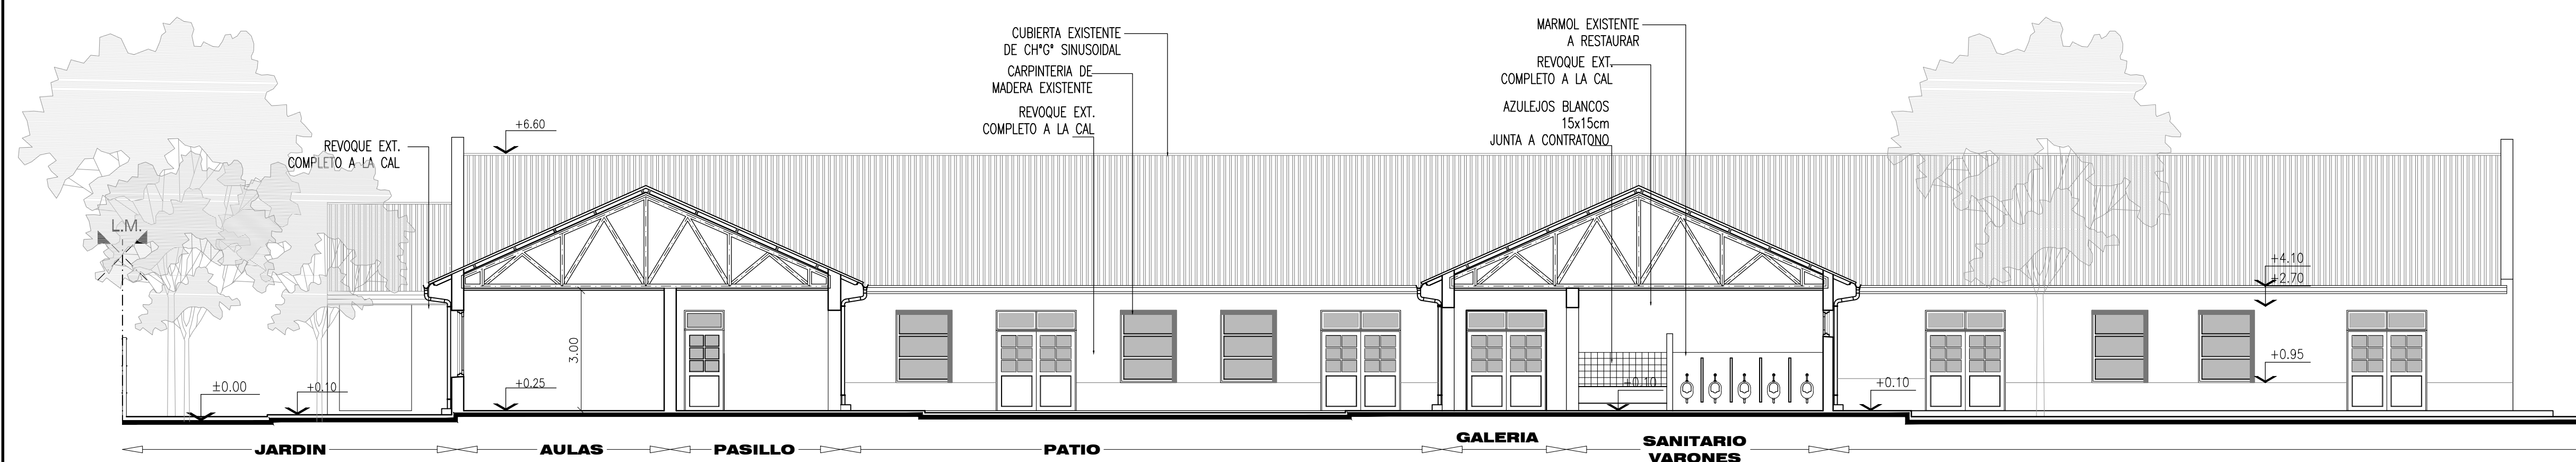 MARMOL EXISTENTE
A RESTAURAR
CUBIERTA EXISTENTE
DE CHªGª SINUSOIDAL
REVOQUE EXT.
COMPLETO A LA CAL
CARPINTERIA DE
MADERA EXISTENTE
AZULEJOS BLANCOS
15x15cm
JUNTA A CONTRATONO
REVOQUE EXT.
COMPLETO A LA CAL
+6.60
REVOQUE EXT.
COMPLETO A LA CAL
L.M.
+4.10
+2.70
3.00
+0.95
±0.00
+0.10
+0.25
+0.10
+0.10
JARDIN
AULAS
PASILLO
PATIO
GALERIA
SANITARIO
VARONES